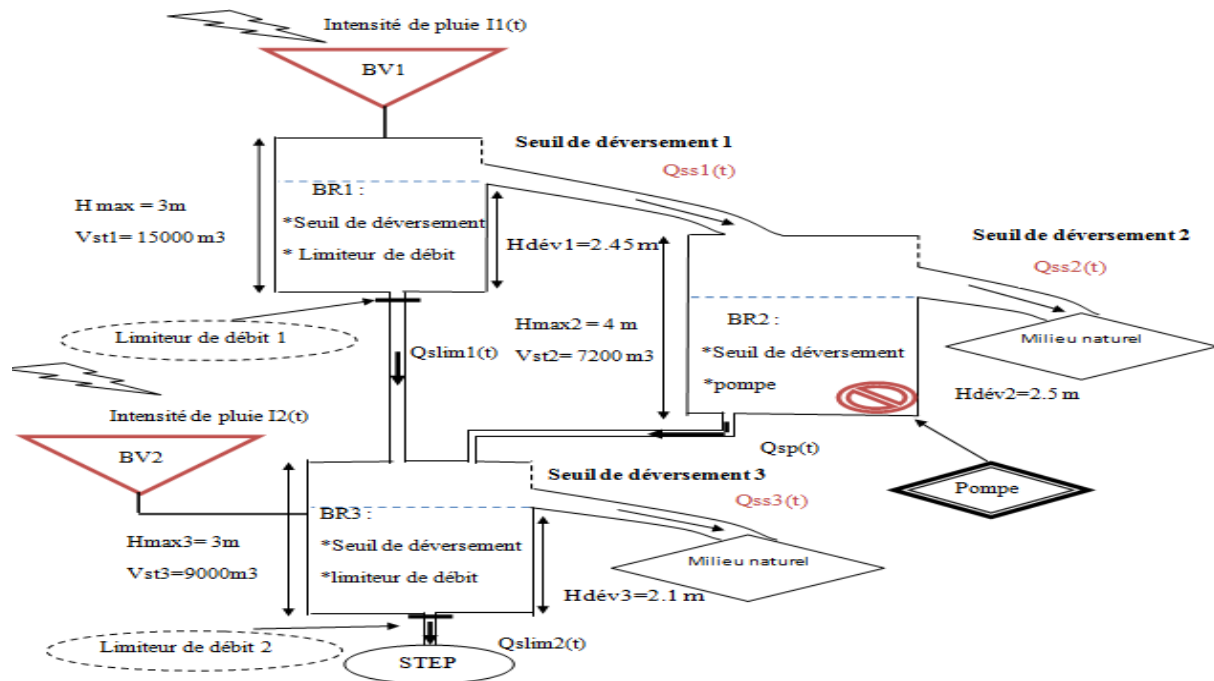 Intensité de pluie I1(t)
BV1
Seuil de déversement 1
Qss1(t)
BR1 :
*Seuil de déversement
* Limiteur de débit
H max = 3m
Vst1= 15000 m3
Hdév1=2.45 m
Seuil de déversement 2
Qss2(t)
Limiteur de débit 1
Qslim1(t)
Hmax2 = 4 m
Vst2= 7200 m3
BR2 :
*Seuil de déversement
*pompe
Milieu naturel
Hdév2=2.5 m
Intensité de pluie I2(t)
BV2
Qsp(t)
Pompe
Seuil de déversement 3
Qss3(t)
BR3 :
*Seuil de déversement
*limiteur de débit
Hmax3= 3m
Vst3=9000m3
Milieu naturel
Hdév3=2.1 m
Limiteur de débit 2
Qslim2(t)
STEP